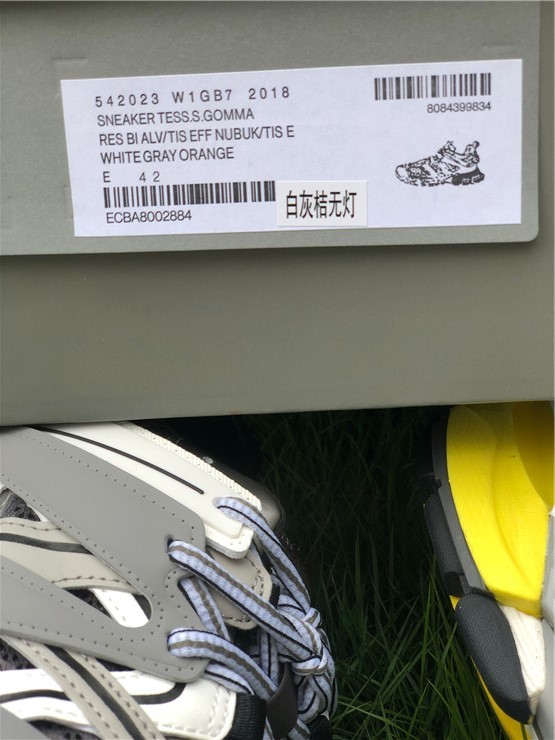 542023 W1GB7 2018
SNEAKER TESS.S.GOMMA
RES BI ALV/TIS EFF NUBUK/TIS E
WHITE GRAY ORANGE
E 42
ECBA8002884
8084399834
白灰桔无灯